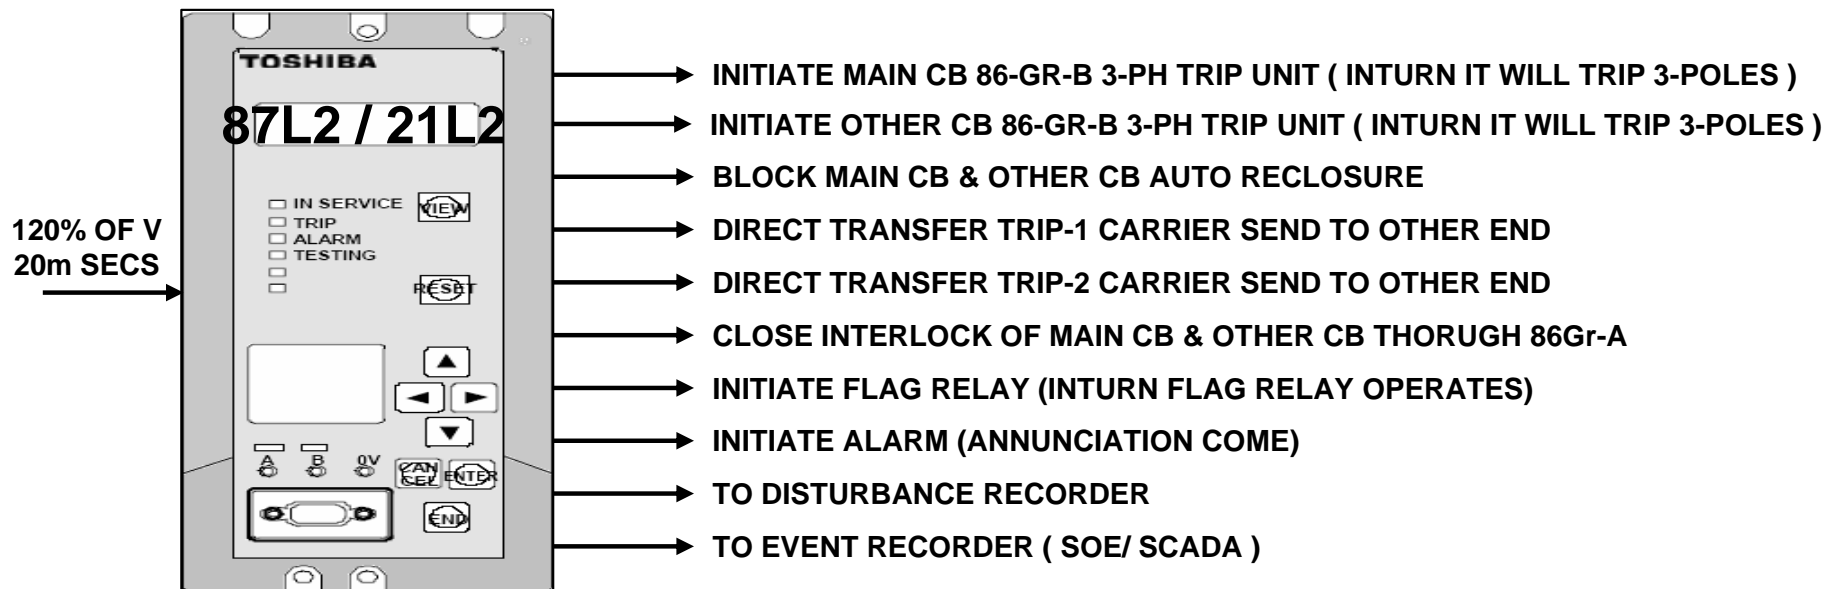 TOSHIBA
87L2 / 21L2
IN SERVICE
TRIP
ALARM
TESTING
VIEW
RESET
A B 0V
CAN
CEL
ENTER
END
120% OF V
20m SECS
INITIATE MAIN CB 86-GR-B 3-PH TRIP UNIT ( INTURN IT WILL TRIP 3-POLES )
INITIATE OTHER CB 86-GR-B 3-PH TRIP UNIT ( INTURN IT WILL TRIP 3-POLES )
BLOCK MAIN CB & OTHER CB AUTO RECLOSURE
DIRECT TRANSFER TRIP-1 CARRIER SEND TO OTHER END
DIRECT TRANSFER TRIP-2 CARRIER SEND TO OTHER END
CLOSE INTERLOCK OF MAIN CB & OTHER CB THORUGH 86Gr-A
INITIATE FLAG RELAY (INTURN FLAG RELAY OPERATES)
INITIATE ALARM (ANNUNCIATION COME)
TO DISTURBANCE RECORDER
TO EVENT RECORDER ( SOE/ SCADA )